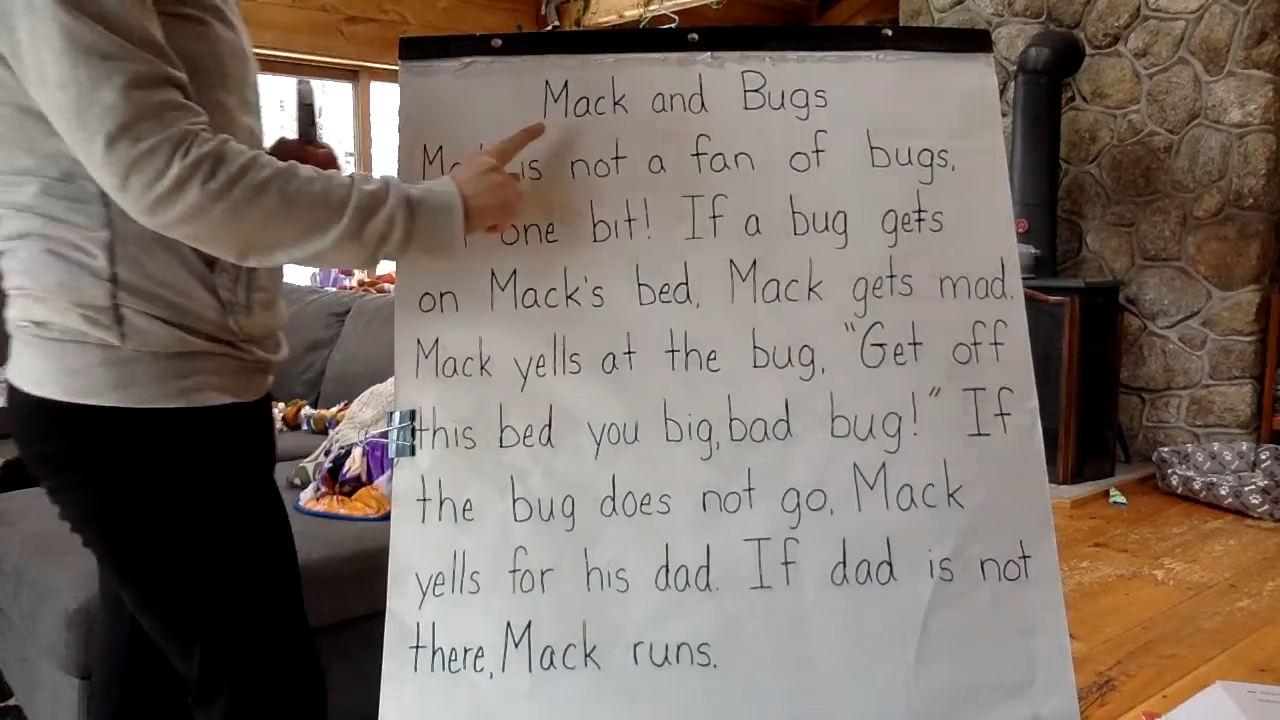 Mack and Bugs
is not a fan of bugs,
one bit! If a bug gets
on Mack's bed, Mack gets mad.
Mack yells at the bug, "Get off
this bed you big, bad bug!" If
the bug does not go, Mack
yells for his dad. If dad is not
there, Mack runs.